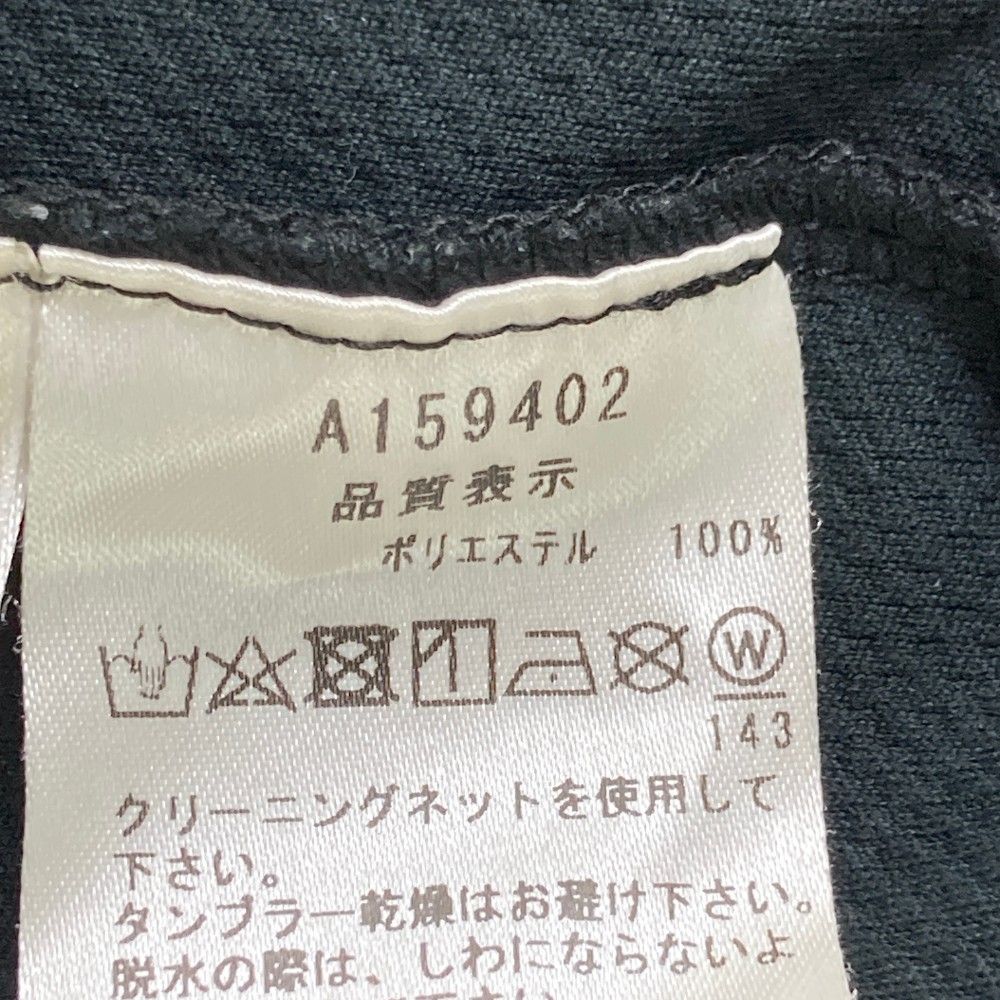 A159402
品質表示
ポリエステル 100%
W
143
クリーニングネットを使用して
下さい。
タンブラー乾燥はお避け下さい。
脱水の際は、しわにならないよ